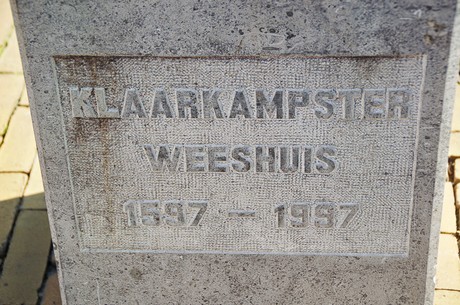 KLAARKAMPSTER
WEESHUIS
1597 - 1997